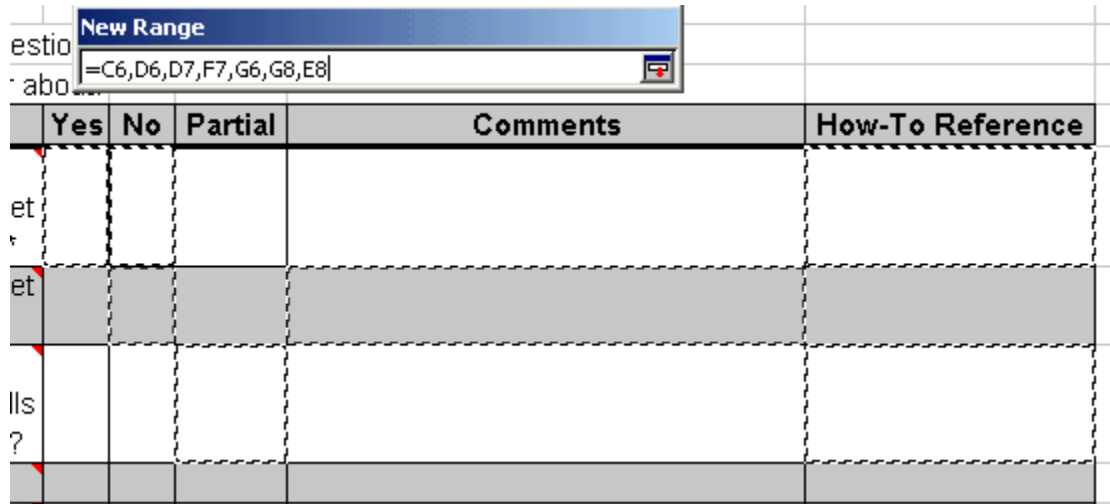 New Range
estio
=C6,D6,D7,F7,G6,G8,E8
Yes No Partial Comments How-To Reference
et
et
lls
?